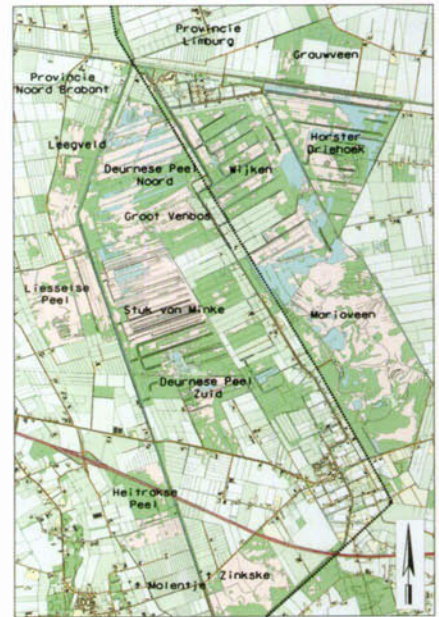 Provincie
Limburg
Grauwveen
Provincie
Noord Brabant
Leegveld
Horster
Driehoek
Deurnese Peel
Noord
Wijken
Groot Venbos
Liesselse
Peel
Mariaveen
Stuk van Minke
Deurnese Peel
Zuid
Heitrakse
Peel
't Zinkske
't Molentje